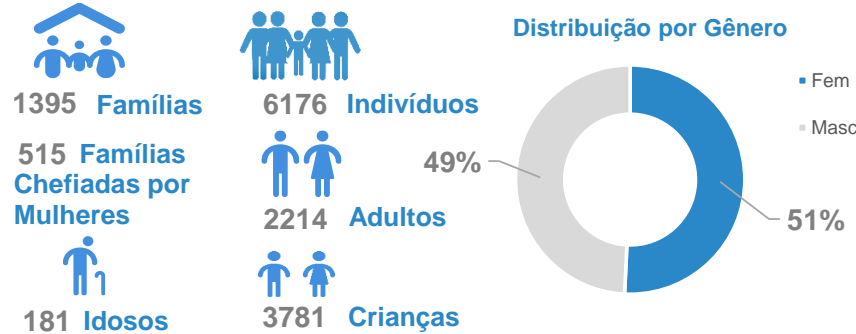 1395 Famílias
6176 Indivíduos
515 Famílias
Chefiadas por
Mulheres
2214 Adultos
181 Idosos
3781 Crianças
Distribuição por Gênero
Fem
Masc
49%
51%